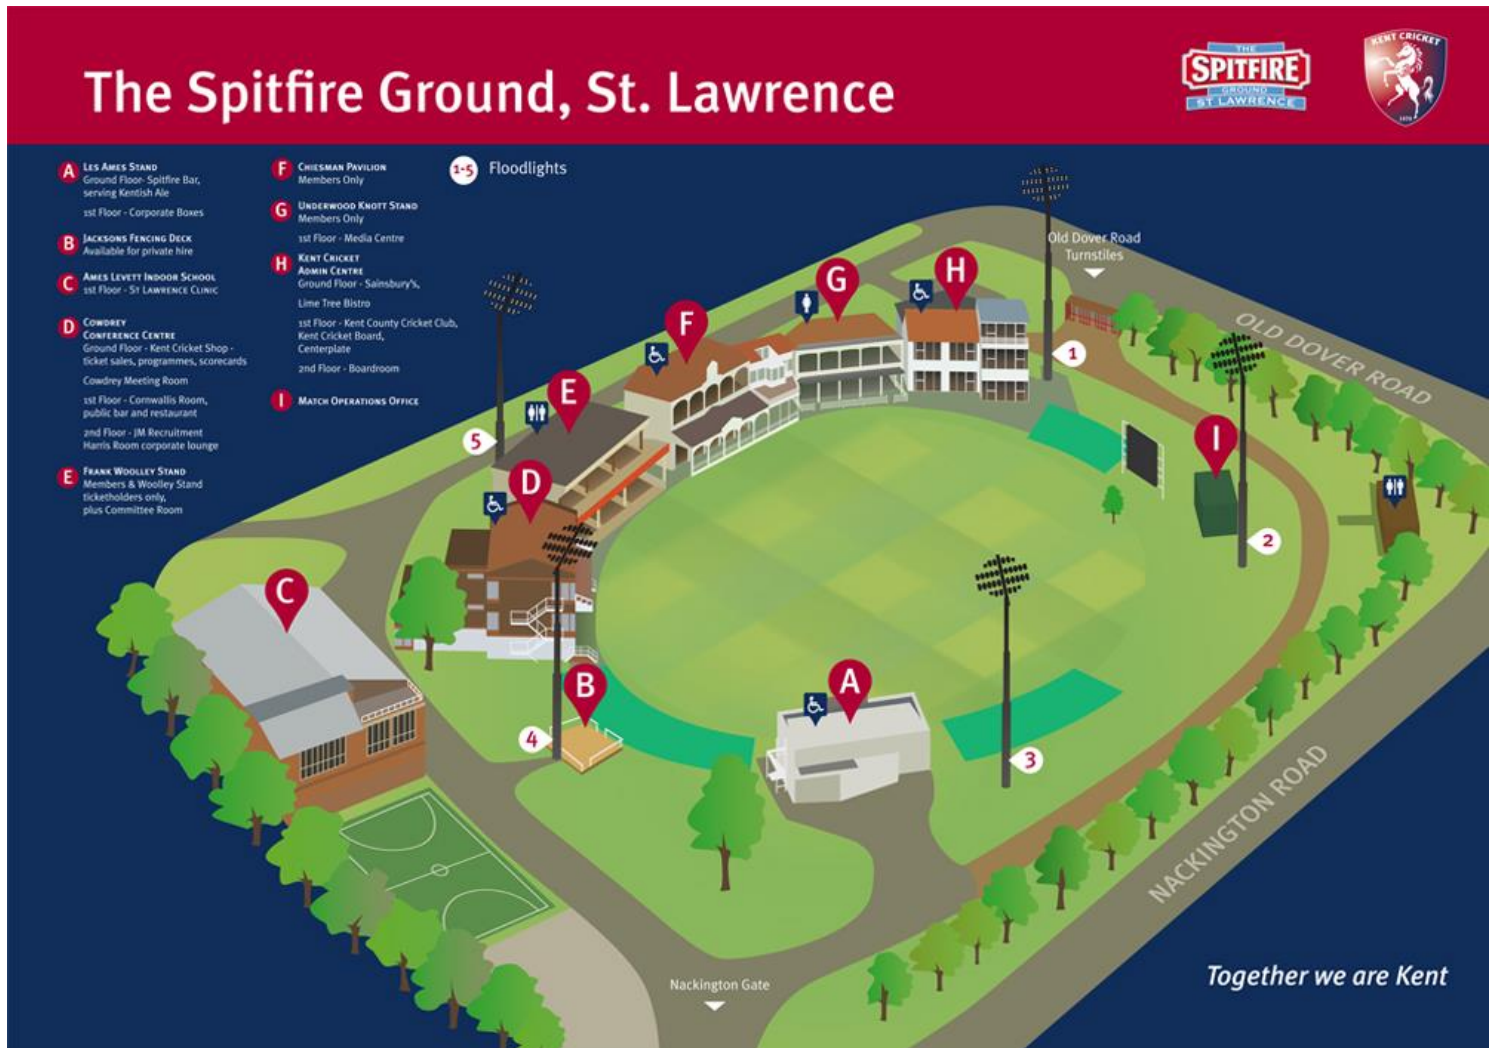 The Spitfire Ground, St. Lawrence
THE
SPITFIRE
GROUND
ST LAWRENCE
KENT CRICKET
1870
A
LES AMES STAND
Ground Floor- Spitfire Bar,
serving Kentish Ale
1st Floor - Corporate Boxes
B
JACKSONS FENCING DECK
Available for private hire
C
AMES LEVETT INDOOR SCHOOL
1st Floor - ST LAWRENCE CLINIC
D
COWDREY
CONFERENCE CENTRE
Ground Floor - Kent Cricket Shop -
ticket sales, programmes, scorecards
Cowdrey Meeting Room
1st Floor - Cornwallis Room,
public bar and restaurant
2nd Floor - JM Recruitment
Harris Room corporate lounge
E
FRANK WOOLLEY STAND
Members & Woolley Stand
ticketholders only,
plus Committee Room
F
CHIESMAN PAVILION
Members Only
G
UNDERWOOD KNOTT STAND
Members Only
1st Floor - Media Centre
H
KENT CRICKET
ADMIN CENTRE
Ground Floor - Sainsbury's,
Lime Tree Bistro
1st Floor - Kent County Cricket Club,
Kent Cricket Board,
Centerplate
2nd Floor - Boardroom
I
MATCH OPERATIONS OFFICE
1-5
Floodlights
Old Dover Road
Turnstiles
OLD DOVER ROAD
H
G
F
1
E
I
5
D
2
C
B
A
4
3
NACKINGTON ROAD
Nackington Gate
Together we are Kent